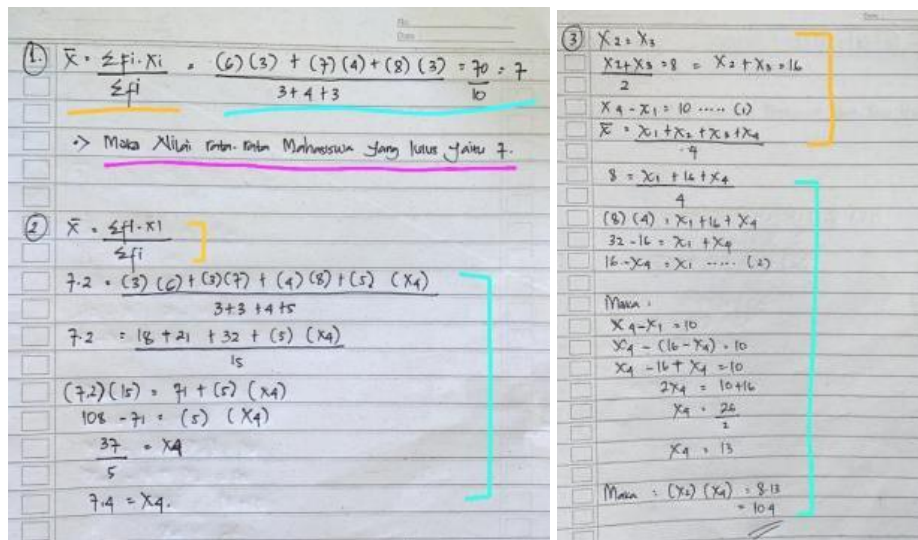 No.
Date
1. x̄ = Σfi.xi / Σfi = (6)(3) + (7)(4) + (8)(3) / 3+4+3 = 70 / 10 = 7
•> Maka Nilai rata-rata Mahasiswa yang lulus yaitu 7.
2 x̄ = Σfi.xi / Σfi
7.2 = (3)(6) + (3)(7) + (4)(8) + (5) (x4) / 3+3+4+5
7.2 = 18 + 21 + 32 + (5) (x4) / 15
(7.2)(15) = 71 + (5) (x4)
108 - 71 = (5) (x4)
37 / 5 = x4
7.4 = x4.
3 x2 = x3
x2+x3 / 2 = 8 = x2+x3 = 16
x4 - x1 = 10 ..... (1)
x̄ = x1+x2+x3+x4 / 4
8 = x1 + 16 + x4 / 4
(8)(4) = x1 + 16 + x4
32 - 16 = x1 + x4
16 - x4 = x1 ..... (2)
Maka :
x4 - x1 = 10
x4 - (16 - x4) = 10
x4 - 16 + x4 = 10
2x4 = 10+16
x4 = 26 / 2
x4 = 13
Maka : (x2) (x4) = 8.13
= 104